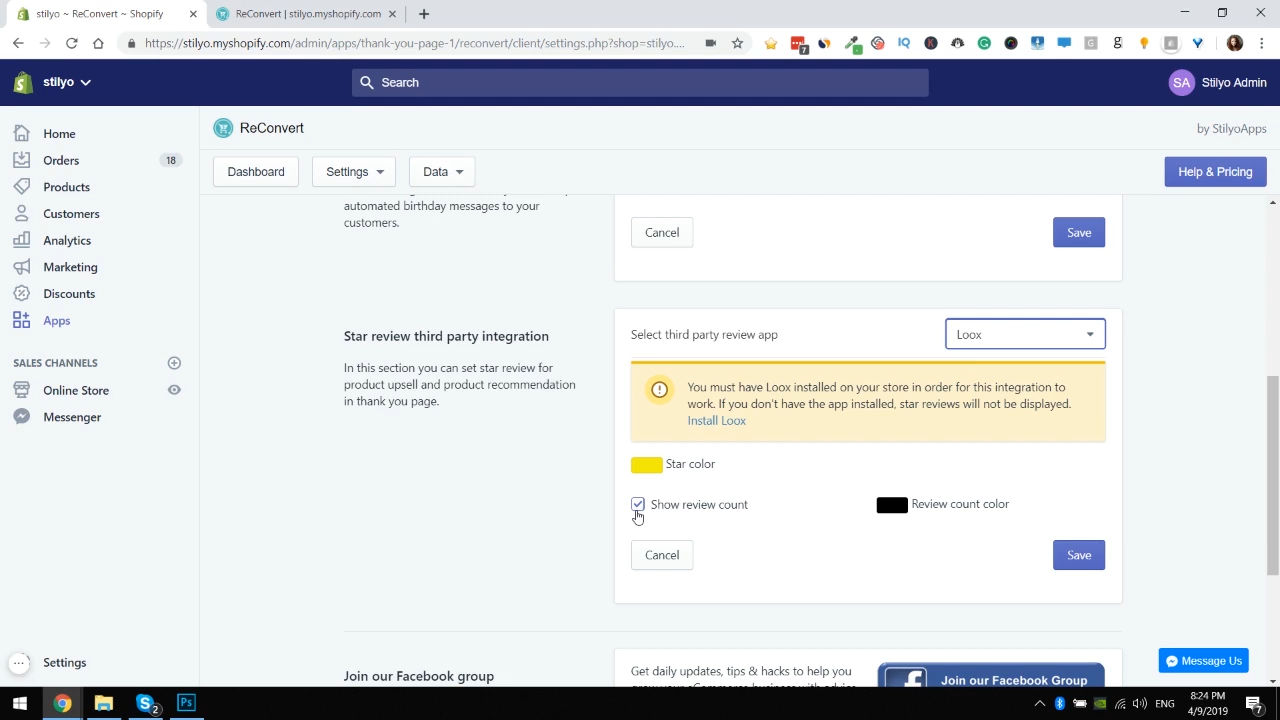 stilyo ~ ReConvert ~ Shopify
ReConvert | stilyo.myshopify.com
https://stilyo.myshopify.com/admin/apps/thank-you-page-1/reconvert/client/settings.php?shop=stilyo....
7
IQ
K
G
G
g
stilyo
Search
SA
Stilyo Admin
Home
Orders
18
Products
Customers
Analytics
Marketing
Discounts
Apps
SALES CHANNELS
Online Store
Messenger
Settings
ReConvert
by StilyoApps
Dashboard
Settings
Data
Help & Pricing
automated birthday messages to your
customers.
Cancel
Save
Star review third party integration
In this section you can set star review for
product upsell and product recommendation
in thank you page.
Select third party review app
Loox
You must have Loox installed on your store in order for this integration to
work. If you don't have the app installed, star reviews will not be displayed.
Install Loox
Star color
Show review count
Review count color
Cancel
Save
Join our Facebook group
Get daily updates, tips & hacks to help you
Join our Facebook Group
Message Us
2
Ps
ENG
8:24 PM
4/9/2019
7